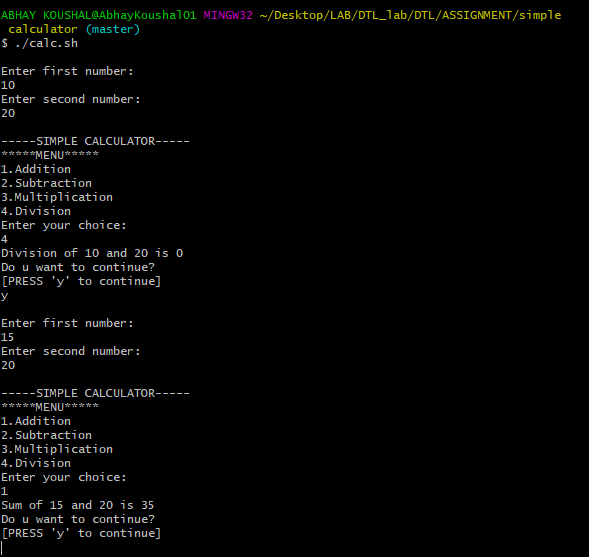 ABHAY KOUSHAL@AbhayKoushal01 MINGW32 ~/Desktop/LAB/DTL_lab/DTL/ASSIGNMENT/simple
calculator (master)
$ ./calc.sh
Enter first number:
10
Enter second number:
20
-----SIMPLE CALCULATOR-----
*****MENU*****
1.Addition
2.Subtraction
3.Multiplication
4.Division
Enter your choice:
4
Division of 10 and 20 is 0
Do u want to continue?
[PRESS 'y' to continue]
y
Enter first number:
15
Enter second number:
20
-----SIMPLE CALCULATOR-----
*****MENU*****
1.Addition
2.Subtraction
3.Multiplication
4.Division
Enter your choice:
1
Sum of 15 and 20 is 35
Do u want to continue?
[PRESS 'y' to continue]